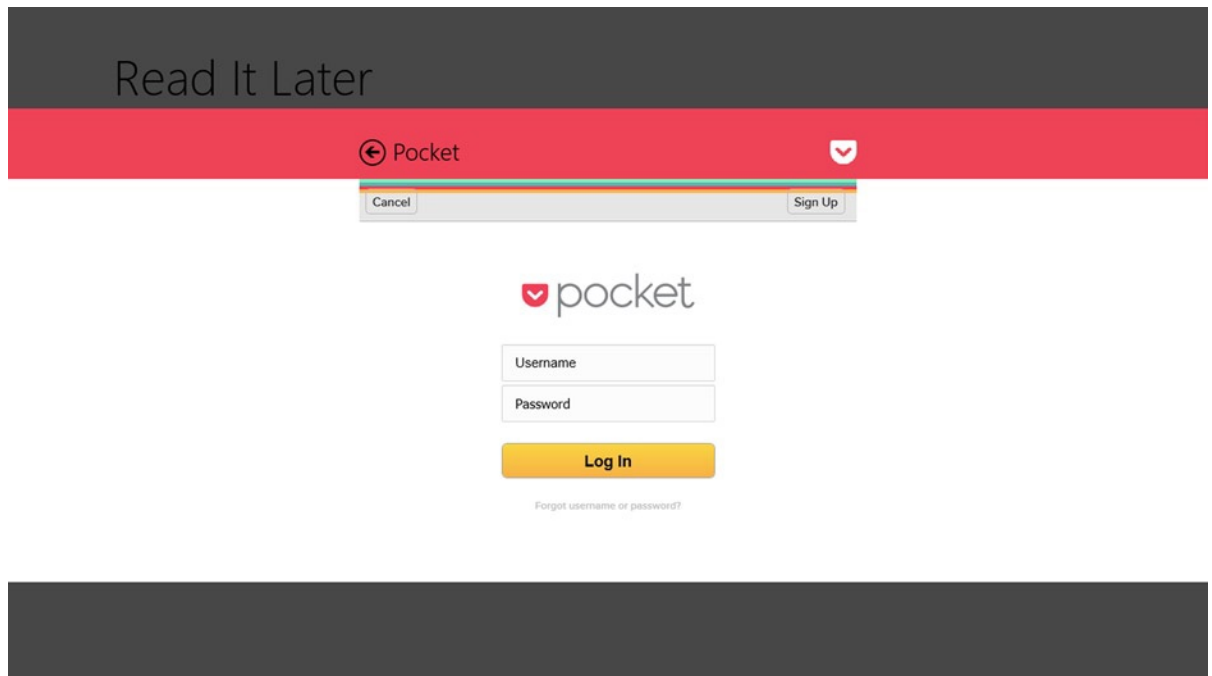 Read It Later
Pocket
Cancel Sign Up
pocket
Username
Password
Log In
Forgot username or password?